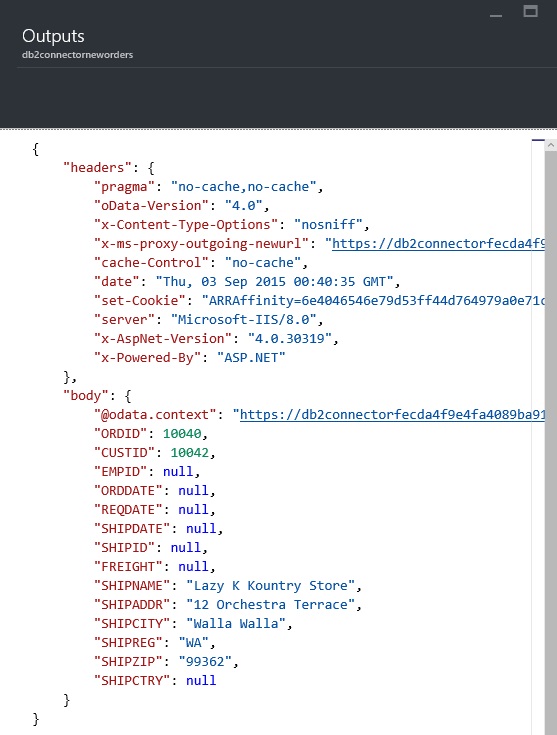 Outputs
db2connectorneworders
{
"headers": {
"pragma": "no-cache,no-cache",
"oData-Version": "4.0",
"x-Content-Type-Options": "nosniff",
"x-ms-proxy-outgoing-newurl": "https://db2connectorfecda4f9
"cache-Control": "no-cache",
"date": "Thu, 03 Sep 2015 00:40:35 GMT",
"set-Cookie": "ARRAffinity=6e4046546e79d53ff44d764979a0e71c
"server": "Microsoft-IIS/8.0",
"x-AspNet-Version": "4.0.30319",
"x-Powered-By": "ASP.NET"
},
"body": {
"@odata.context": "https://db2connectorfecda4f9e4fa4089ba91
"ORDID": 10040,
"CUSTID": 10042,
"EMPID": null,
"ORDDATE": null,
"REQDATE": null,
"SHIPDATE": null,
"SHIPID": null,
"FREIGHT": null,
"SHIPNAME": "Lazy K Kountry Store",
"SHIPADDR": "12 Orchestra Terrace",
"SHIPCITY": "Walla Walla",
"SHIPREG": "WA",
"SHIPZIP": "99362",
"SHIPCTRY": null
}
}